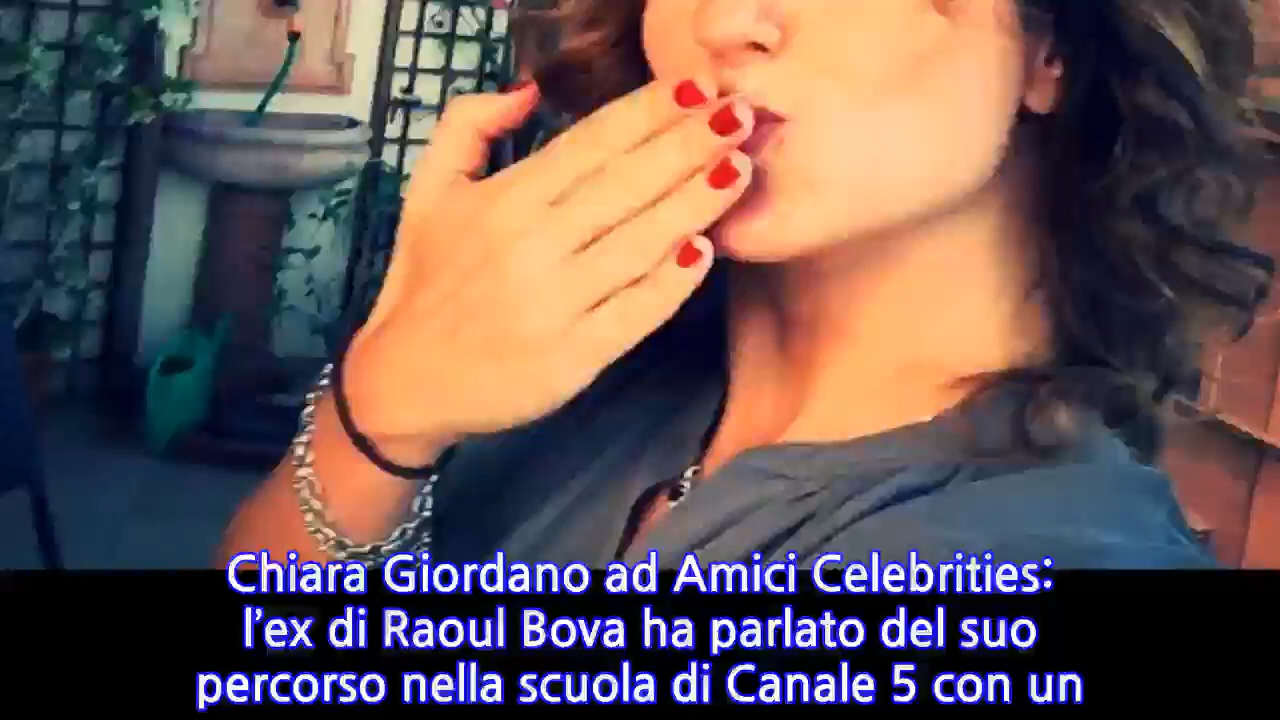 Chiara Giordano ad Amici Celebrities:
l'ex di Raoul Bova ha parlato del suo
percorso nella scuola di Canale 5 con un